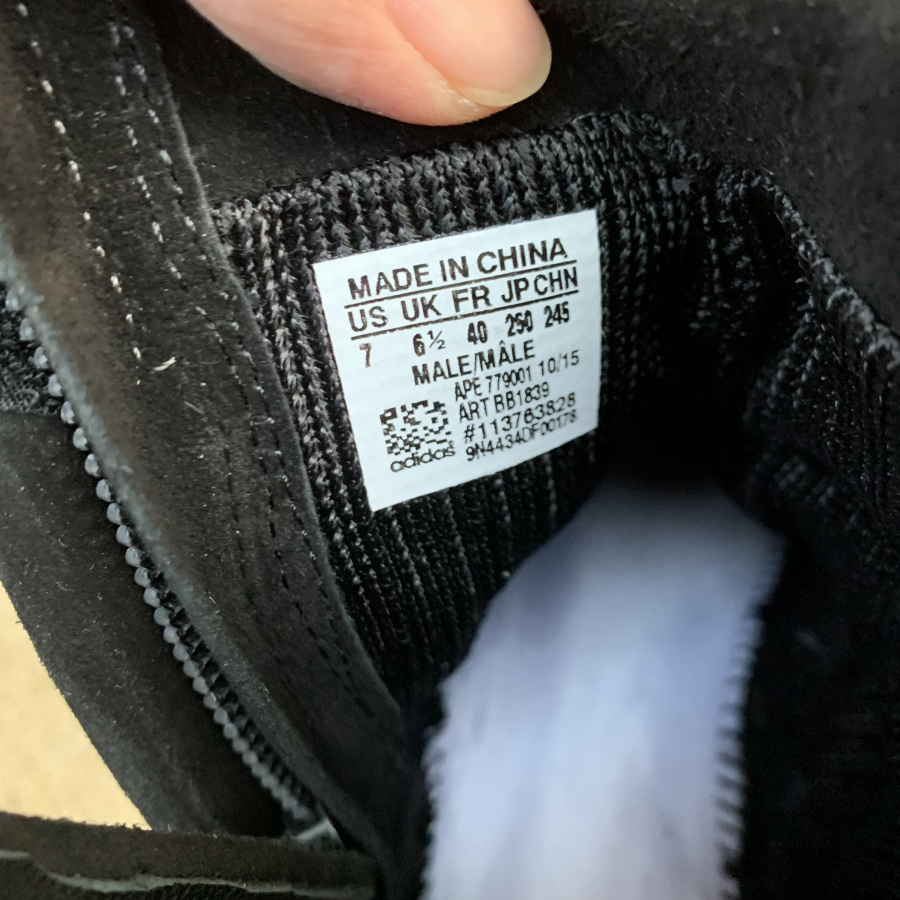 MADE IN CHINA
US UK FR JP CHN
7 6½ 40 250 245
MALE/MÂLE
APE 779001 10/15
ART BB1839
#113763828
adidas 9N4434DF00178